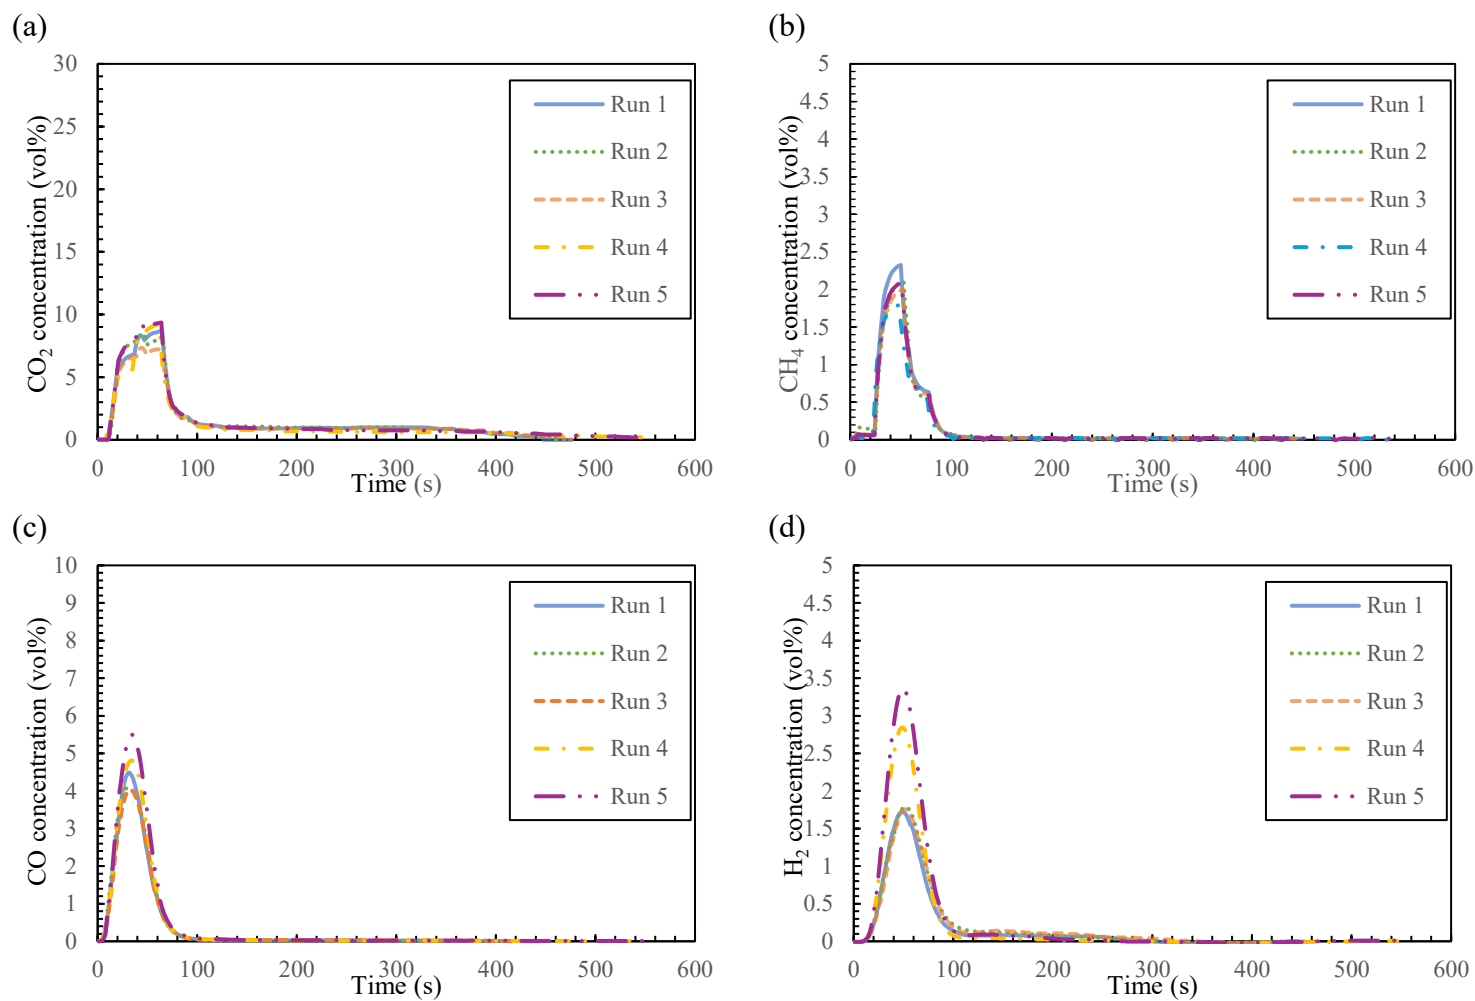 (a)
CO2 concentration (vol%)
30
25
20
15
10
5
0
0 100 200 300 400 500 600
Time (s)
Run 1
Run 2
Run 3
Run 4
Run 5
(b)
CH4 concentration (vol%)
5
4.5
4
3.5
3
2.5
2
1.5
1
0.5
0
0 100 200 300 400 500 600
Time (s)
Run 1
Run 2
Run 3
Run 4
Run 5
(c)
CO concentration (vol%)
10
9
8
7
6
5
4
3
2
1
0
0 100 200 300 400 500 600
Time (s)
Run 1
Run 2
Run 3
Run 4
Run 5
(d)
H2 concentration (vol%)
5
4.5
4
3.5
3
2.5
2
1.5
1
0.5
0
0 100 200 300 400 500 600
Time (s)
Run 1
Run 2
Run 3
Run 4
Run 5